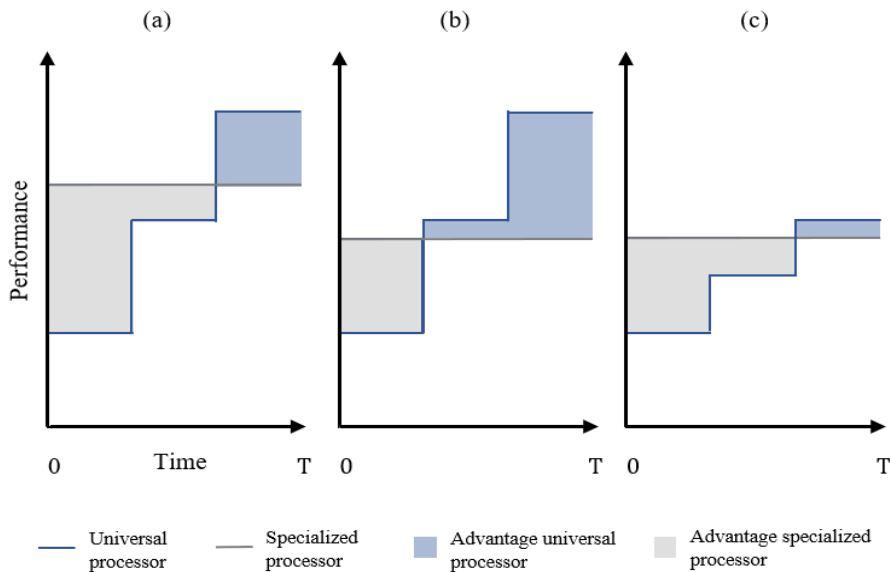 (a)
(b)
(c)
Performance
0
Time
T
0
T
0
T
Universal
processor
Specialized
processor
Advantage universal
processor
Advantage specialized
processor